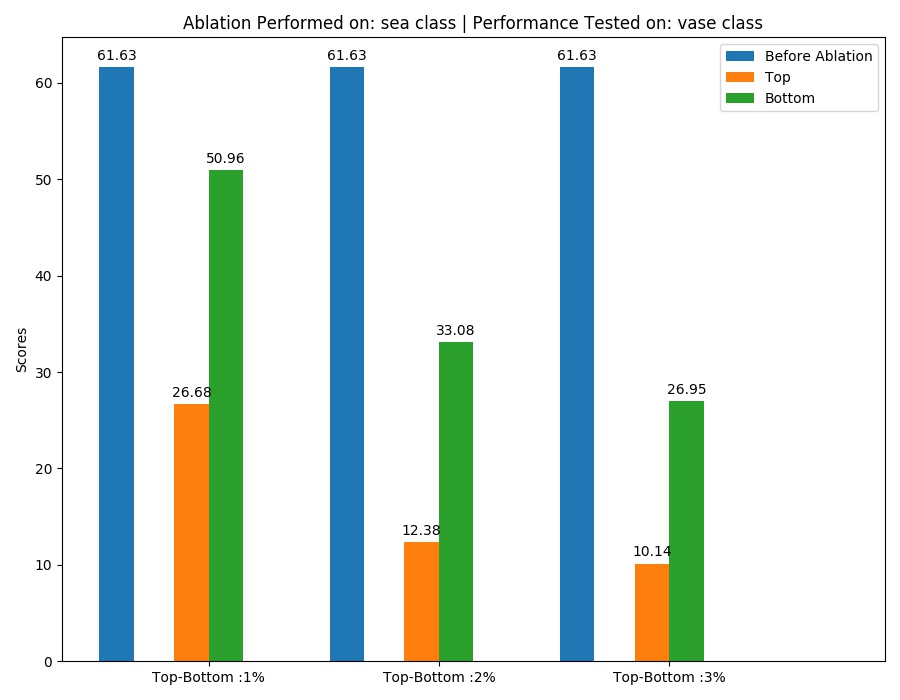 Ablation Performed on: sea class | Performance Tested on: vase class
Before Ablation
Top
Bottom
61.63
61.63
61.63
50.96
33.08
26.95
26.68
12.38
10.14
Scores
60
50
40
30
20
10
0
Top-Bottom :1%
Top-Bottom :2%
Top-Bottom :3%